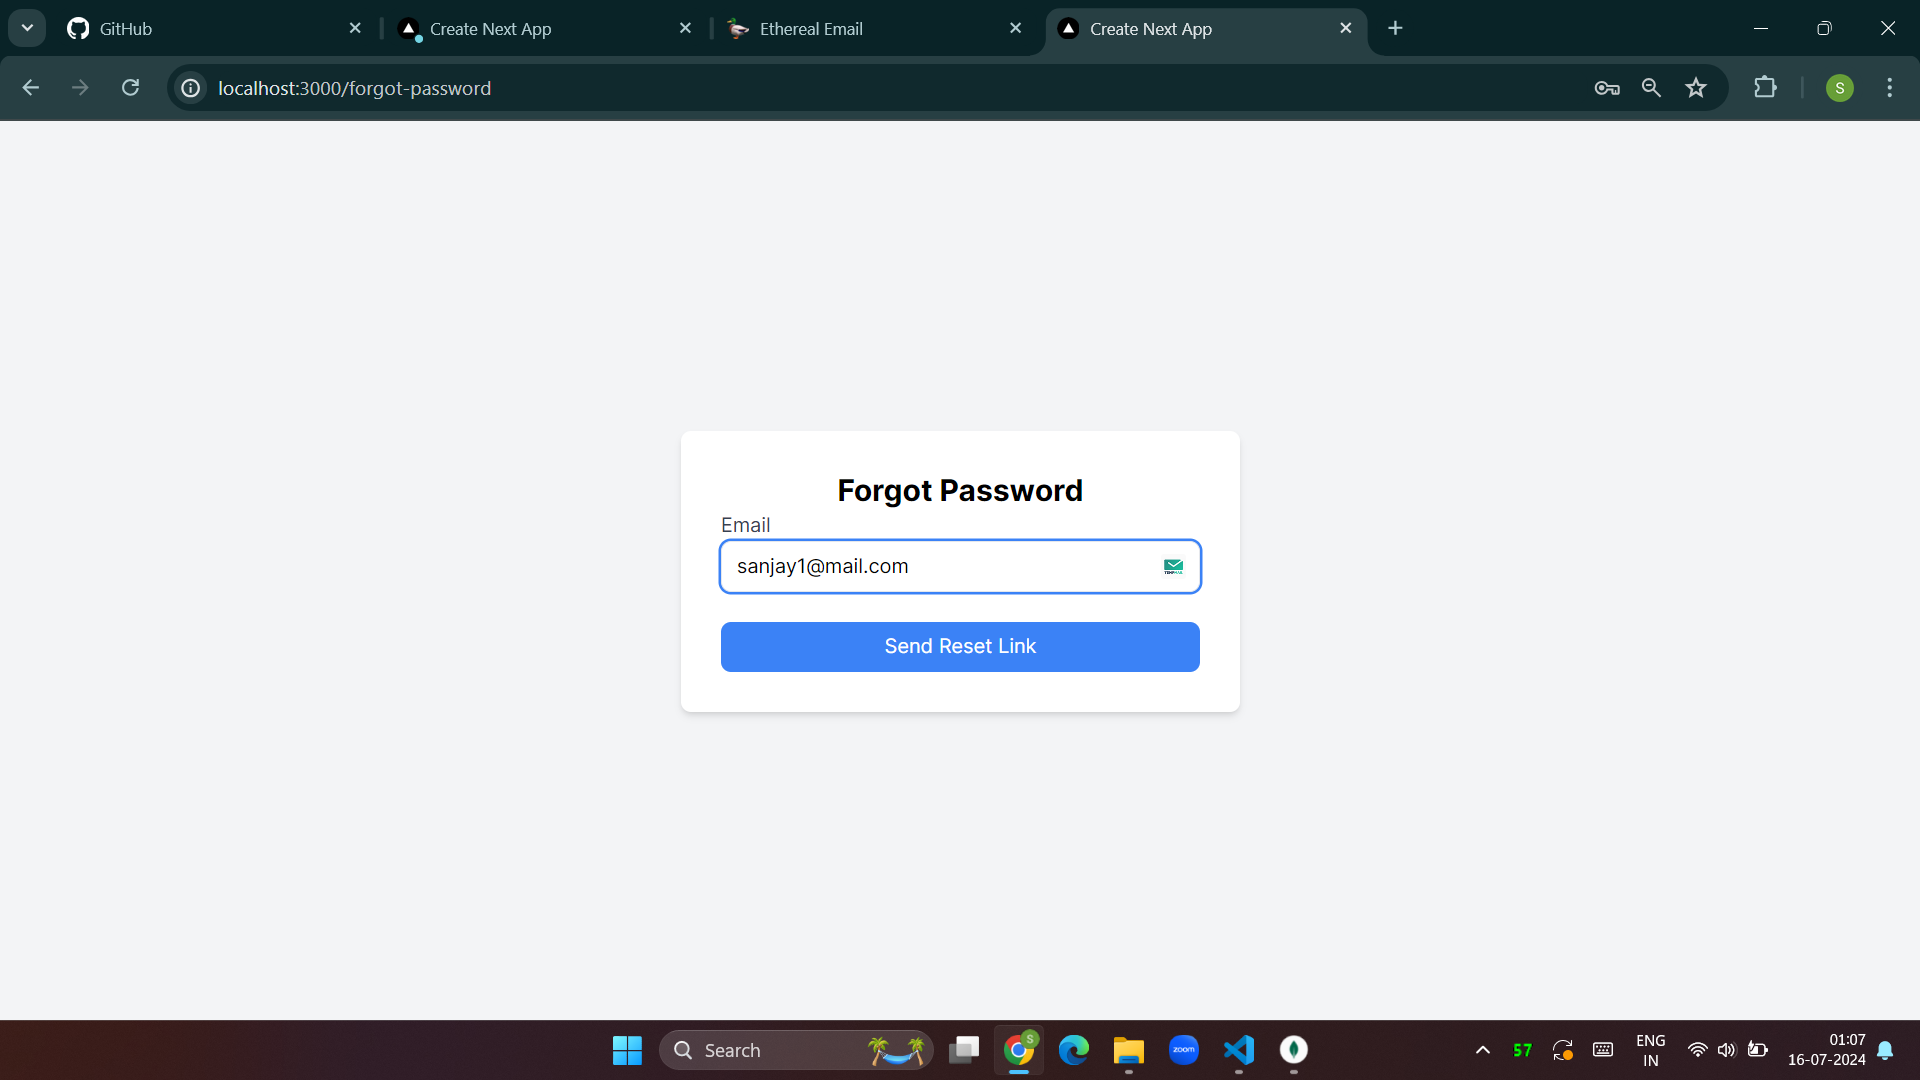 GitHub
Create Next App
Ethereal Email
Create Next App
localhost:3000/forgot-password
S
Forgot Password
Email
sanjay1@mail.com
Send Reset Link
Search
S
zoom
57
ENG
IN
01:07
16-07-2024